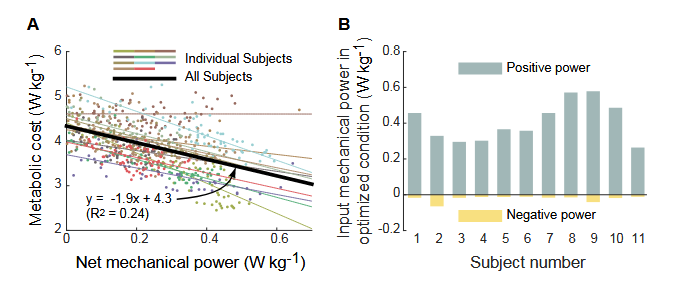 A
Metabolic cost (W kg-1)
6
5
4
3
2
Individual Subjects
All Subjects
y = -1.9x + 4.3
(R2 = 0.24)
0
0.2
0.4
0.6
Net mechanical power (W kg-1)
B
Input mechanical power in
optimized condition (W kg-1)
0.8
0.6
0.4
0.2
0
-0.2
Positive power
Negative power
1 2 3 4 5 6 7 8 9 10 11
Subject number